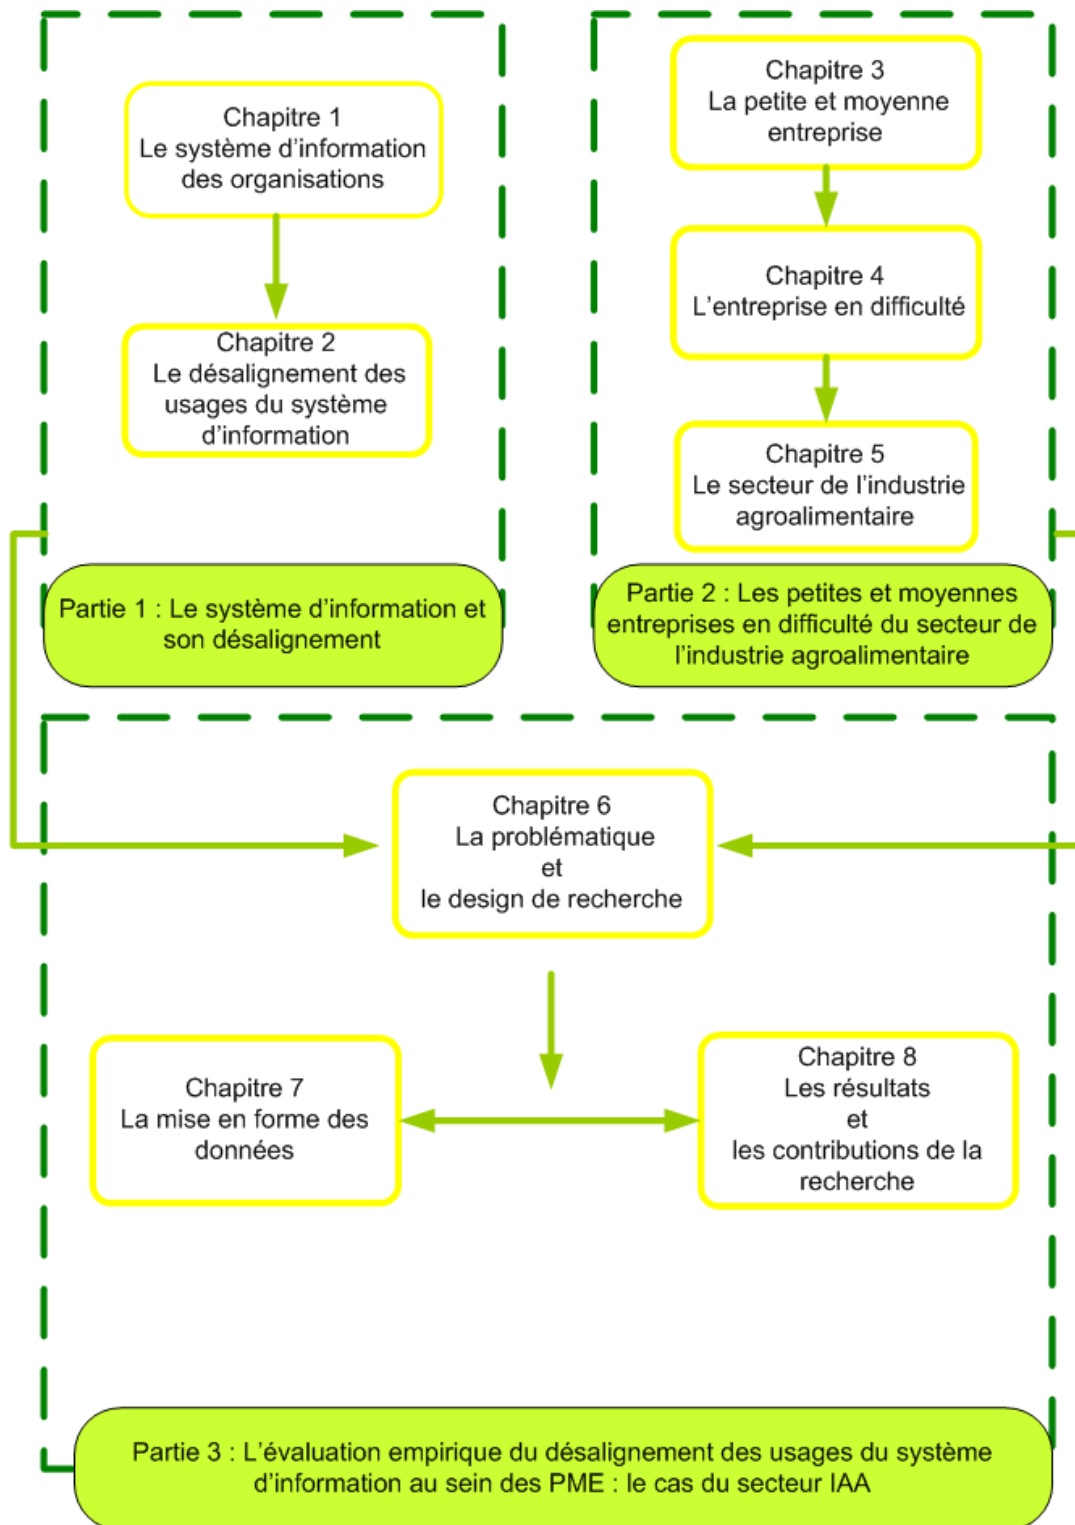 Chapitre 1
Le système d’information
des organisations
Chapitre 2
Le désalignement des
usages du système
d’information
Partie 1 : Le système d’information et
son désalignement
Chapitre 3
La petite et moyenne
entreprise
Chapitre 4
L’entreprise en difficulté
Chapitre 5
Le secteur de l’industrie
agroalimentaire
Partie 2 : Les petites et moyennes
entreprises en difficulté du secteur de
l’industrie agroalimentaire
Chapitre 6
La problématique
et
le design de recherche
Chapitre 7
La mise en forme des
données
Chapitre 8
Les résultats
et
les contributions de la
recherche
Partie 3 : L’évaluation empirique du désalignement des usages du système
d’information au sein des PME : le cas du secteur IAA